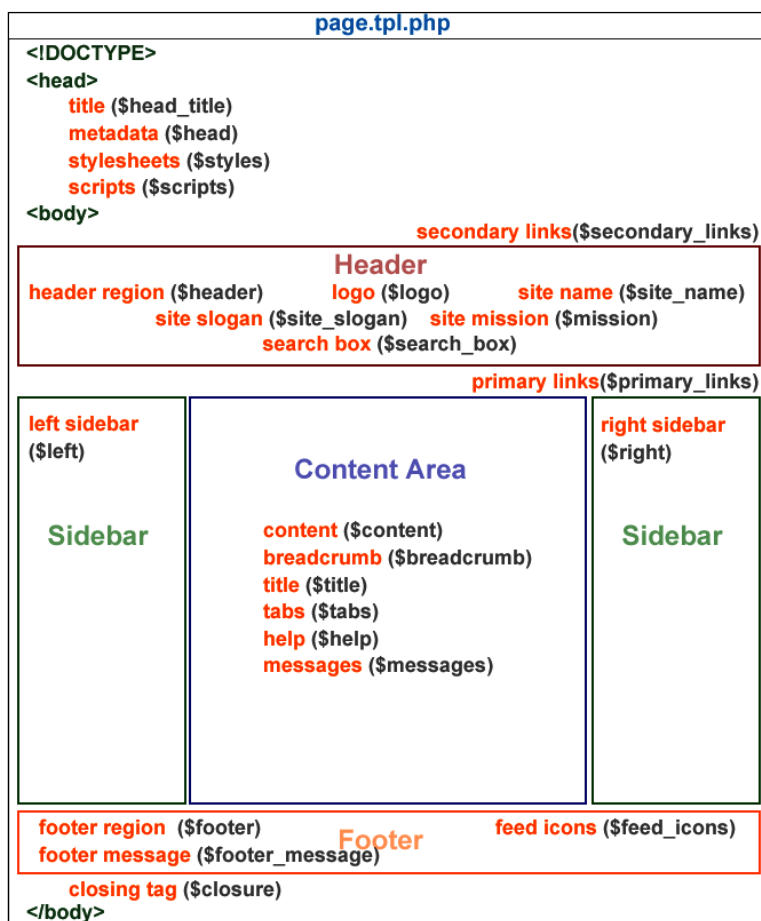 page.tpl.php
<!DOCTYPE>
<head>
title ($head_title)
metadata ($head)
stylesheets ($styles)
scripts ($scripts)
<body>
secondary links($secondary_links)
Header
header region ($header) logo ($logo) site name ($site_name)
site slogan ($site_slogan) site mission ($mission)
search box ($search_box)
primary links($primary_links)
left sidebar
($left)
Sidebar
Content Area
content ($content)
breadcrumb ($breadcrumb)
title ($title)
tabs ($tabs)
help ($help)
messages ($messages)
right sidebar
($right)
Sidebar
footer region ($footer) feed icons ($feed_icons)
Footer
footer message ($footer_message)
closing tag ($closure)
</body>